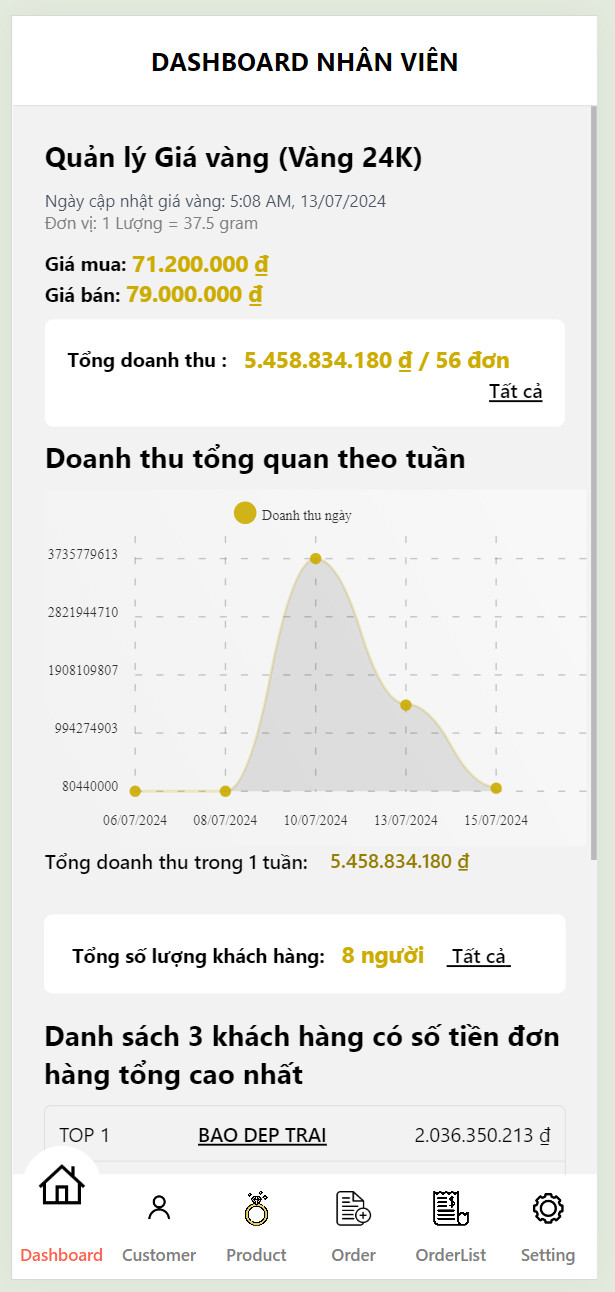 DASHBOARD NHÂN VIÊN
Quản lý Giá vàng (Vàng 24K)
Ngày cập nhật giá vàng: 5:08 AM, 13/07/2024
Đơn vị: 1 Lượng = 37.5 gram
Giá mua: 71.200.000 ₫
Giá bán: 79.000.000 ₫
Tổng doanh thu : 5.458.834.180 ₫ / 56 đơn
Tất cả
Doanh thu tổng quan theo tuần
Doanh thu ngày
3735779613
2821944710
1908109807
994274903
80440000
06/07/2024 08/07/2024 10/07/2024 13/07/2024 15/07/2024
Tổng doanh thu trong 1 tuần: 5.458.834.180 ₫
Tổng số lượng khách hàng: 8 người Tất cả
Danh sách 3 khách hàng có số tiền đơn
hàng tổng cao nhất
TOP 1 BAO DEP TRAI 2.036.350.213 ₫
Dashboard Customer Product Order OrderList Setting